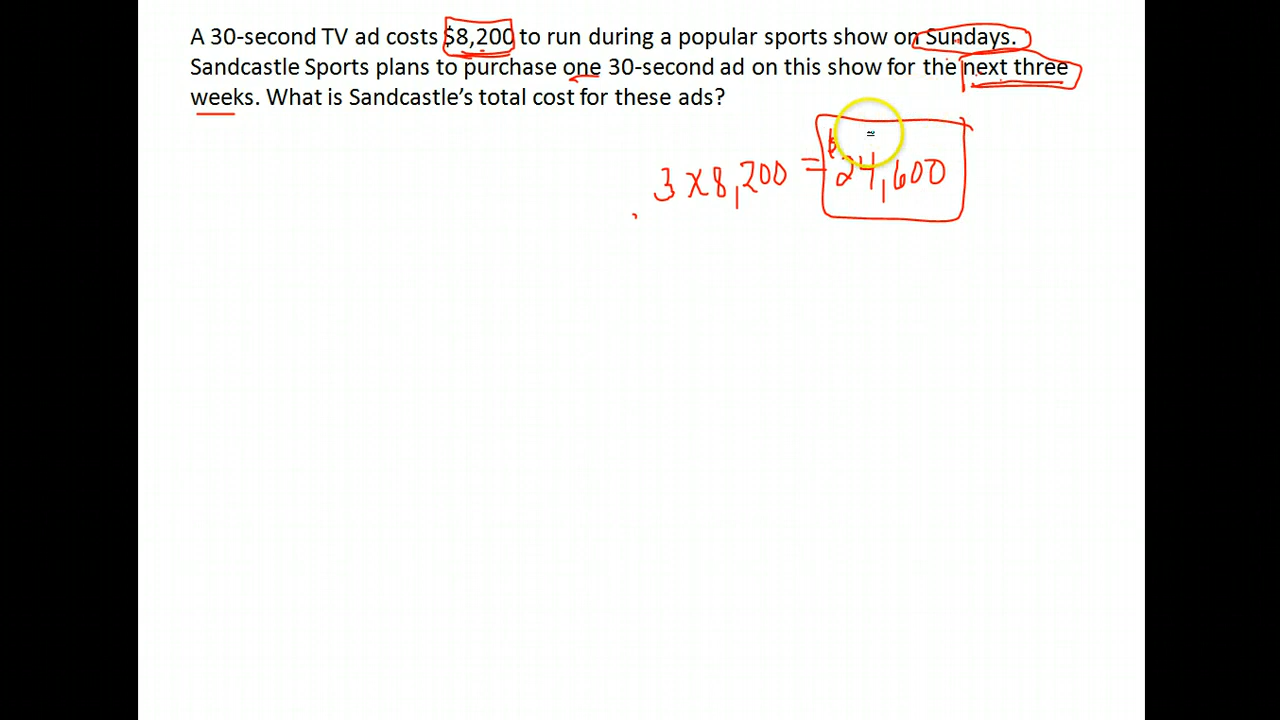 A 30-second TV ad costs $8,200 to run during a popular sports show on Sundays.
Sandcastle Sports plans to purchase one 30-second ad on this show for the next three
weeks. What is Sandcastle’s total cost for these ads?
3 x 8,200 = $24,600